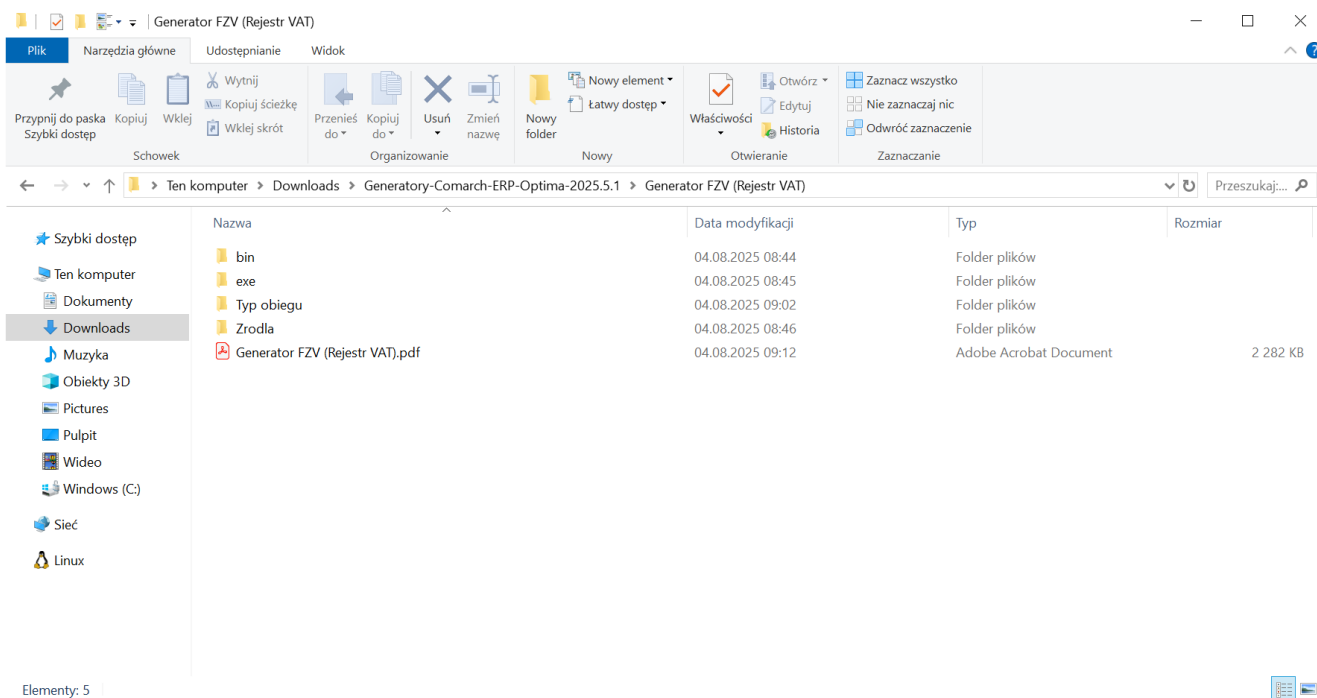 Generator FZV (Rejestr VAT)
Plik Narzędzia główne Udostępnianie Widok
Przypnij do paska Szybki dostęp
Kopiuj
Wklej
Wytnij
Kopiuj ścieżkę
Wklej skrót
Schowek
Przenieś do
Kopiuj do
Usuń
Zmień nazwę
Organizowanie
Nowy folder
Nowy element
Łatwy dostęp
Nowy
Właściwości
Otwórz
Edytuj
Historia
Otwieranie
Zaznacz wszystko
Nie zaznaczaj nic
Odwróć zaznaczenie
Zaznaczanie
Ten komputer > Downloads > Generatory-Comarch-ERP-Optima-2025.5.1 > Generator FZV (Rejestr VAT)
Przeszukaj:...
Szybki dostęp
Ten komputer
Dokumenty
Downloads
Muzyka
Obiekty 3D
Pictures
Pulpit
Wideo
Windows (C:)
Sieć
Linux
Nazwa Data modyfikacji Typ Rozmiar
bin 04.08.2025 08:44 Folder plików
exe 04.08.2025 08:45 Folder plików
Typ obiegu 04.08.2025 09:02 Folder plików
Zrodla 04.08.2025 08:46 Folder plików
Generator FZV (Rejestr VAT).pdf 04.08.2025 09:12 Adobe Acrobat Document 2 282 KB
Elementy: 5